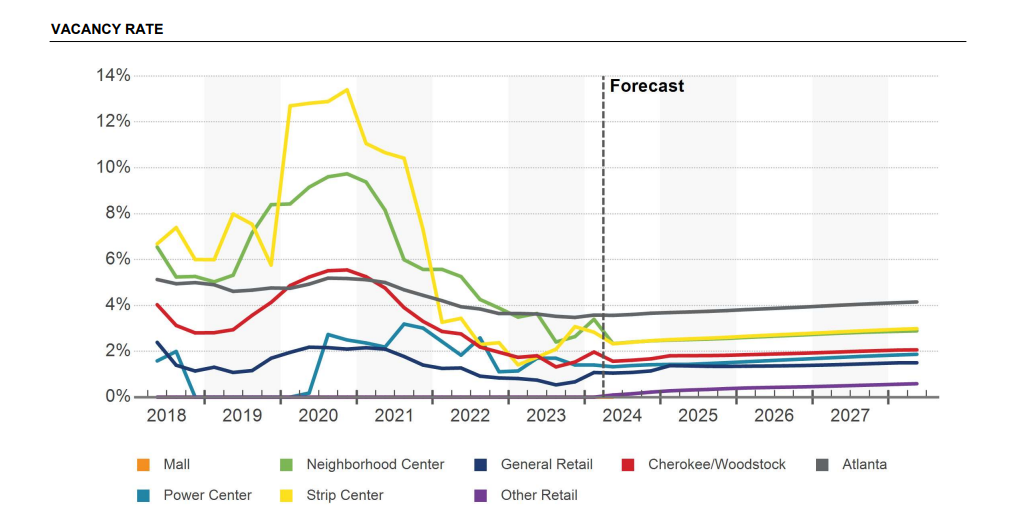 VACANCY RATE
14%
Forecast
12%
10%
8%
6%
4%
2%
0%
2018 2019 2020 2021 2022 2023 2024 2025 2026 2027
Mall Neighborhood Center General Retail Cherokee/Woodstock Atlanta
Power Center Strip Center Other Retail